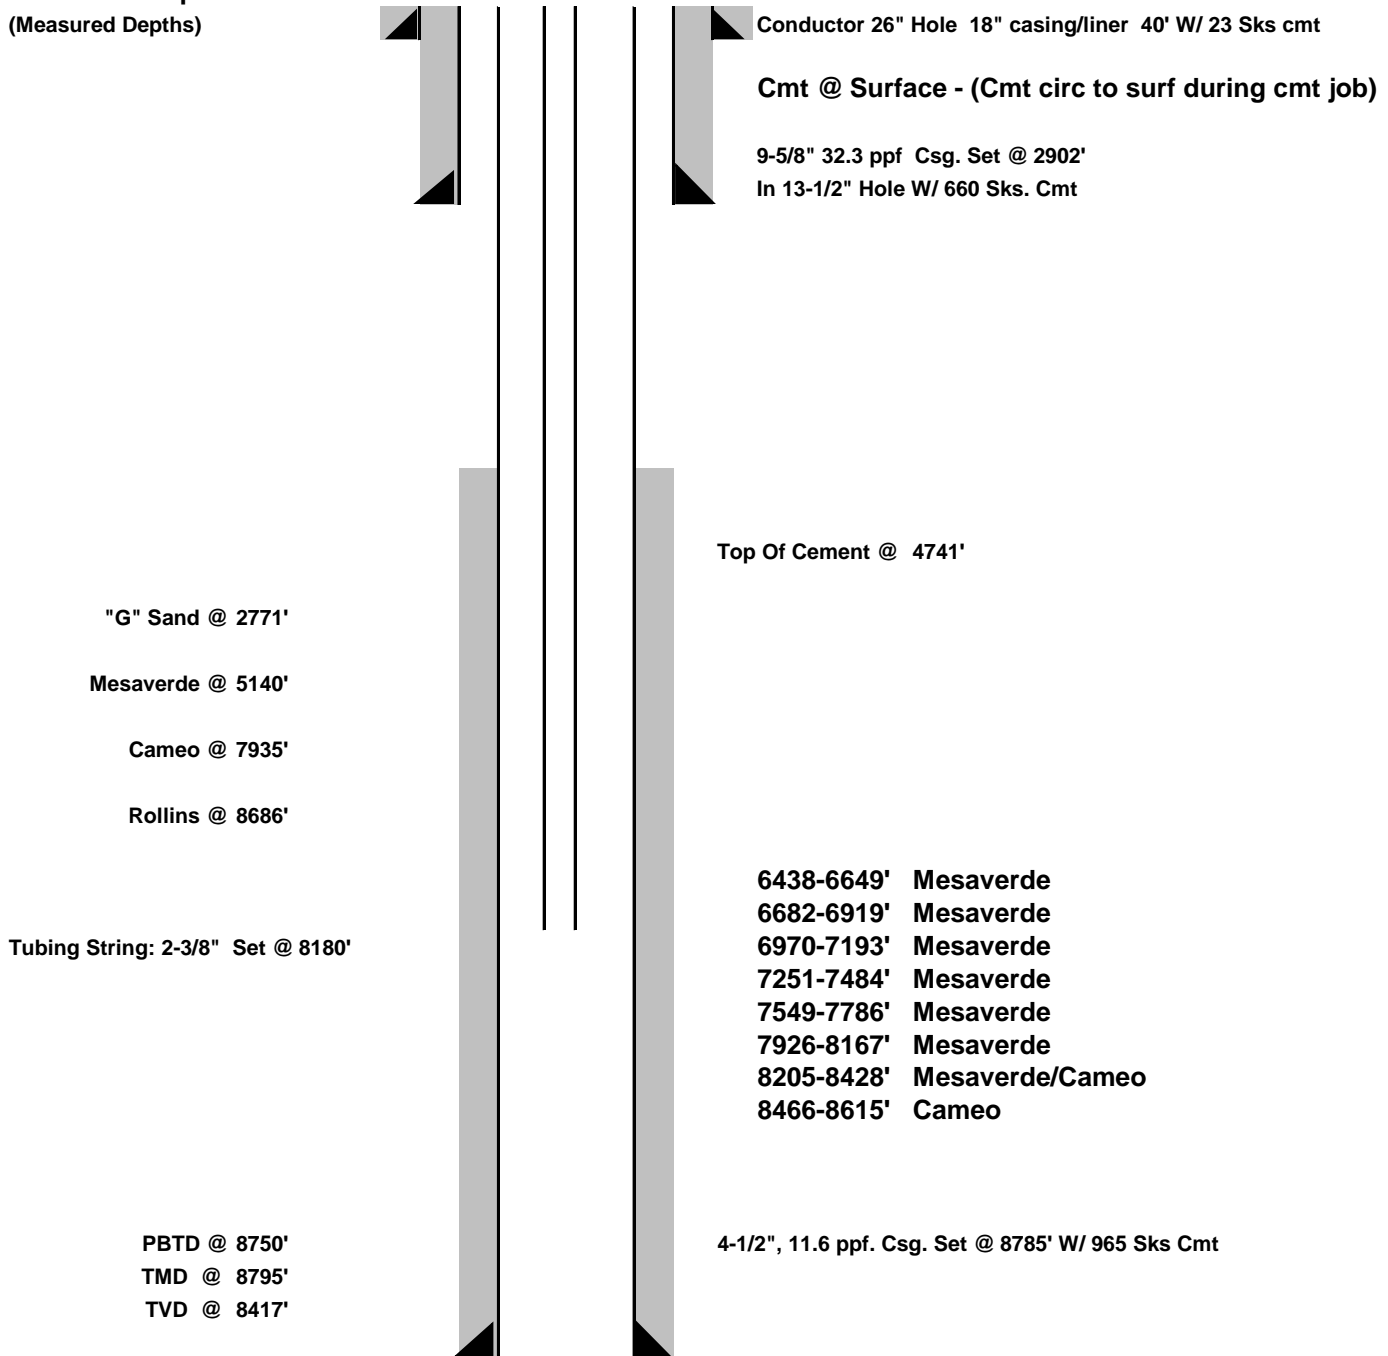 (Measured Depths)
Conductor 26" Hole 18" casing/liner 40' W/ 23 Sks cmt
Cmt @ Surface - (Cmt circ to surf during cmt job)
9-5/8" 32.3 ppf Csg. Set @ 2902'
In 13-1/2" Hole W/ 660 Sks. Cmt
Top Of Cement @ 4741'
"G" Sand @ 2771'
Mesaverde @ 5140'
Cameo @ 7935'
Rollins @ 8686'
6438-6649' Mesaverde
6682-6919' Mesaverde
Tubing String: 2-3/8" Set @ 8180'
6970-7193' Mesaverde
7251-7484' Mesaverde
7549-7786' Mesaverde
7926-8167' Mesaverde
8205-8428' Mesaverde/Cameo
8466-8615' Cameo
PBTD @ 8750'
4-1/2", 11.6 ppf. Csg. Set @ 8785' W/ 965 Sks Cmt
TMD @ 8795'
TVD @ 8417'